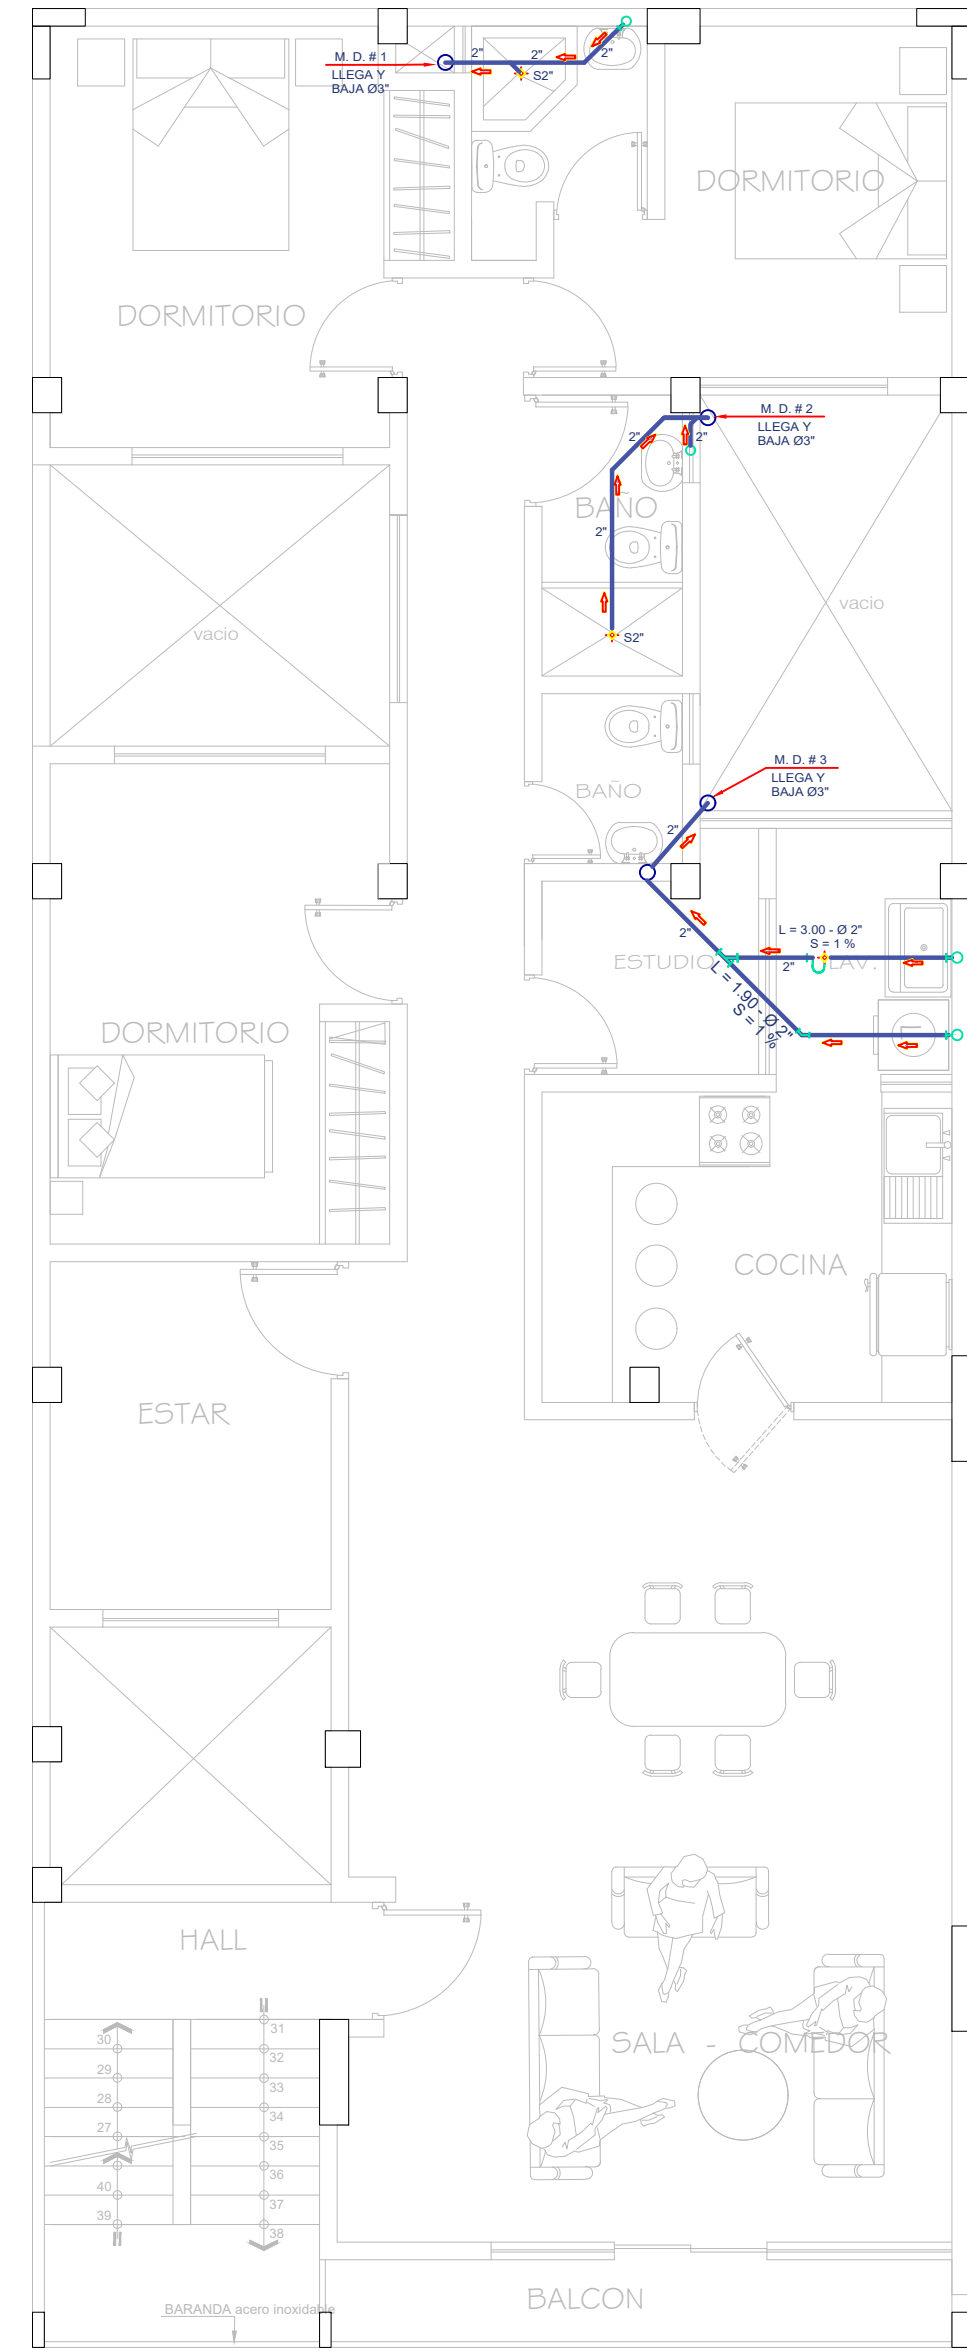 M. D. # 1
LLEGA Y
BAJA Ø3"
2"
2"
2"
S2"
DORMITORIO
DORMITORIO
M. D. # 2
LLEGA Y
BAJA Ø3"
2"
2"
BAÑO
2"
S2"
vacio
vacio
M. D. # 3
LLEGA Y
BAJA Ø3"
BAÑO
2"
2"
L = 3.00 - Ø 2"
S = 1 %
2"
ESTUDIO
LAV.
L = 1.90 - Ø 2"
S = 1 %
L
DORMITORIO
COCINA
ESTAR
HALL
SALA - COMEDOR
30
29
28
27
40
39
31
32
33
34
35
36
37
38
BALCON
BARANDA acero inoxidable